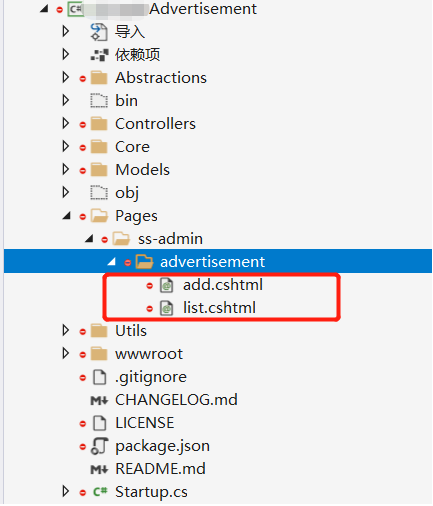 Advertisement
导入
依赖项
Abstractions
bin
Controllers
Core
Models
obj
Pages
ss-admin
advertisement
add.cshtml
list.cshtml
Utils
wwwroot
.gitignore
CHANGELOG.md
LICENSE
package.json
README.md
Startup.cs